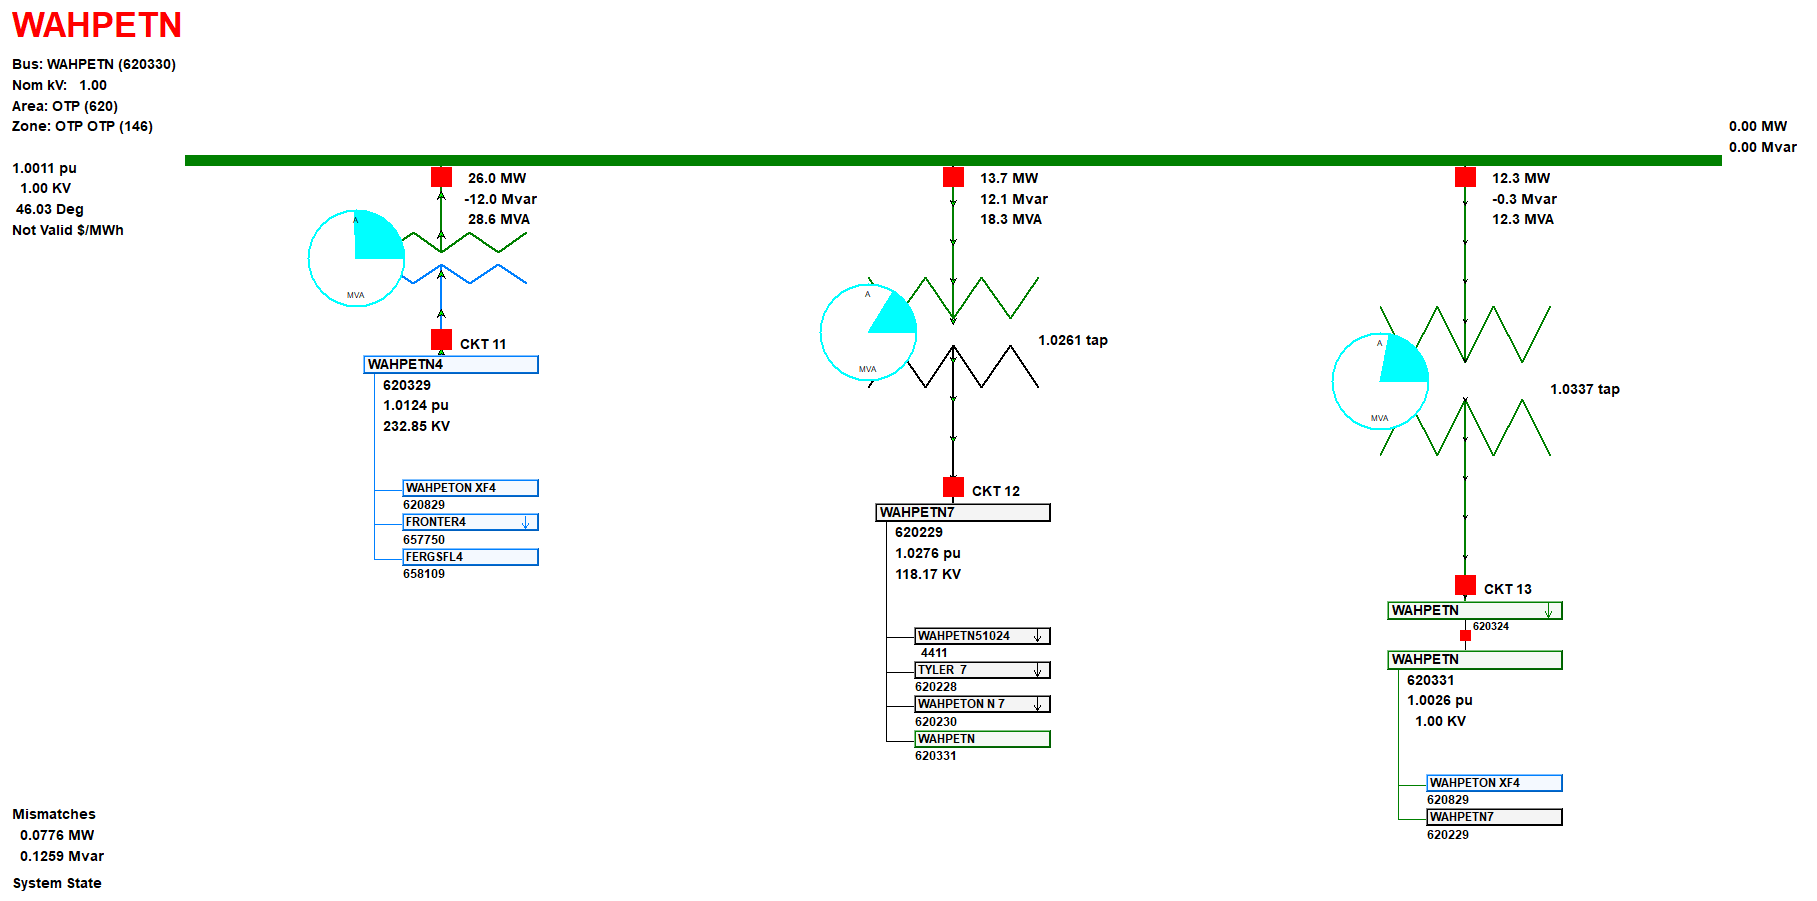 WAHPETN
Bus: WAHPETN (620330)
Nom kV: 1.00
Area: OTP (620)
Zone: OTP OTP (146)
0.00 MW
0.00 Mvar
1.0011 pu
1.00 KV
46.03 Deg
Not Valid $/MWh
26.0 MW
-12.0 Mvar
28.6 MVA
A
MVA
CKT 11
WAHPETN4
620329
1.0124 pu
232.85 KV
WAHPETON XF4
620829
FRONTER4
657750
FERGSFL4
658109
13.7 MW
12.1 Mvar
18.3 MVA
A
MVA
1.0261 tap
CKT 12
WAHPETN7
620229
1.0276 pu
118.17 KV
WAHPETN51024
4411
TYLER 7
620228
WAHPETON N 7
620230
WAHPETN
620331
12.3 MW
-0.3 Mvar
12.3 MVA
A
MVA
1.0337 tap
CKT 13
WAHPETN
620324
WAHPETN
620331
1.0026 pu
1.00 KV
WAHPETON XF4
620829
WAHPETN7
620229
Mismatches
0.0776 MW
0.1259 Mvar
System State